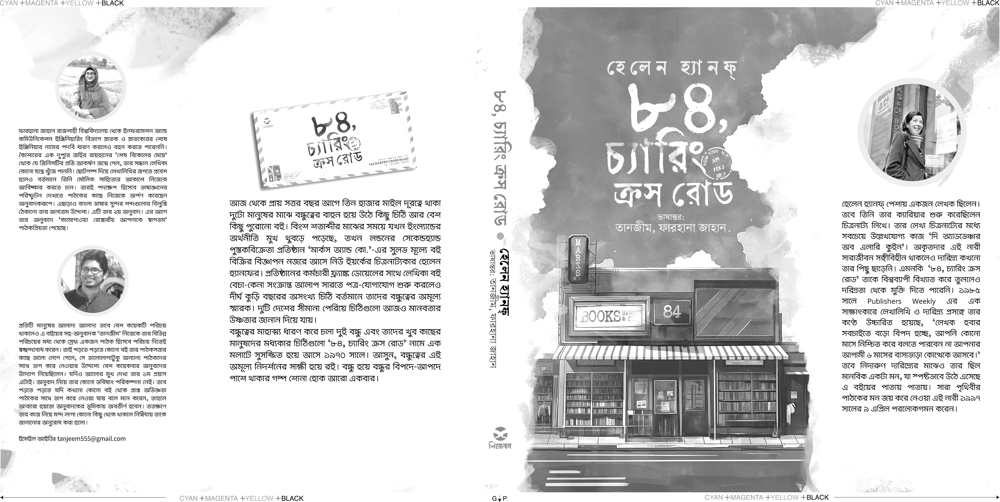 CYAN +MAGENTA +YELLOW +BLACK
CYAN +MAGENTA +YELLOW +BLACK
ফারহানা জাহান রাজশাহী বিশ্ববিদ্যালয় থেকে ইনফরমেশন অ্যান্ড
কমিউনিকেশন ইঞ্জিনিয়ারিং বিভাগে স্নাতক ও স্নাতকোত্তর শেষে
ইঞ্জিনিয়ার নামের পদবি ধারণ করলেও বহন করতে পারেননি।
কৈশোরের এক দুপুরে জহির রায়হানের ‘শেষ বিকেলের মেয়ে’
থেকে যে জিনিসটির প্রতি আকর্ষণ জন্মে গেল, তার সন্ধান লেখিকা
কোনো যন্ত্রে খুঁজে পাননি। ছোটগল্প দিয়ে লেখালিখির জগতে প্রবেশ
হলেও বর্তমানে তিনি মৌলিক সাহিত্যের আকাশে নিজেকে
আবিষ্কার করতে চান। তারই পদক্ষেপ হিসেবে ভাষাজ্ঞানের
পরিস্ফুটন দেখাতে পাঠকের কাছে নিজেকে অর্পণ করেছেন
অনুবাদকরূপে। এছাড়াও বাংলা ভাষার সুন্দর শব্দগুলোর বিলুপ্তি
ঠেকানো তার অন্যতম উদ্দেশ্য। এটি তার ২য় অনুবাদ। এর আগে
তার অনুবাদে ‘কামোগাওয়া রেস্তোরাঁয় আপনাকে স্বাগতম’
পাঠকপ্রিয়তা পেয়েছে।
প্রতিটি মানুষের আলাদা আলাদা ভাবে বেশ কয়েকটি পরিচয়
থাকলেও এ বইয়ের সহ-অনুবাদক ‘তানজীম’ নিজেকে তার বিভিন্ন
পরিচয়ের মধ্য থেকে স্রেফ একজন পাঠক হিসেবে পরিচয় দিতেই
স্বচ্ছন্দবোধ করেন। তাই পড়তে পড়তে কোনো বই তার পাঠকসত্তার
কাছে ভালো লেগে গেলে, সে ভালোলাগাটুকু অন্যান্য পাঠকদের
সাথে ভাগ করে নেওয়ার উদ্দেশ্যে বেশ কয়েকবার অনুবাদের
উদ্যোগ নিয়েছিলেন। যদিও আলোর মুখ দেখা তার ১ম প্রয়াস
এটাই। অনুবাদ নিয়ে তার কোনো ভবিষ্যৎ পরিকল্পনা নেই। তবে
পড়তে পড়তে যদি কখনো কোনো বই থেকে প্রাপ্ত অভিজ্ঞতা
পাঠকের সাথে ভাগ করে নেওয়া যায় বলে মনে করেন, তাহলে
আবারো হয়তো অনুবাদকের ভূমিকায় অবতীর্ণ হবেন। ততক্ষণে
তার কাজ নিয়ে মন্দ লাগা কোনো কিছু থেকে থাকলে নির্দ্বিধায় তাকে
জানানোর অনুরোধ করা হলো।
ইমেইল আইডিঃ tanjeem555@gmail.com
শিরোনাম
৮৪,
চ্যারিং
ক্রস রোড
books marks and co
84,CHARING CROSS ROAD
by Helene Hanff
আজ থেকে প্রায় সত্তর বছর আগে তিন হাজার মাইল দূরত্বে থাকা
দুটো মানুষের মাঝে বন্ধুত্বের বাহন হয়ে উঠে কিছু চিঠি আর বেশ
কিছু পুরোনো বই। বিংশ শতাব্দীর মাঝের সময়ে যখন ইংল্যান্ডের
অর্থনীতি মুখ থুবড়ে পড়েছে, তখন লন্ডনের সেকেন্ডহ্যান্ড
পুস্তকবিক্রেতা প্রতিষ্ঠান ‘মার্কস অ্যান্ড কো.’-এর সুলভ মূল্যে বই
বিক্রির বিজ্ঞাপন নজরে আসে নিউ ইয়র্কের চিত্রনাট্যকার হেলেন
হ্যানফের। প্রতিষ্ঠানের কর্মচারী ফ্র্যাঙ্ক ডোয়েলের সাথে লেখিকা বই
বেচা-কেনা সংক্রান্ত আলাপ সারতে পত্র-যোগাযোগ শুরু করলেও
দীর্ঘ কুড়ি বছরের অসংখ্য চিঠি বর্তমানে তাদের বন্ধুত্বের অমূল্য
স্মারক। দুটি দেশের সীমানা পেরিয়ে চিঠিগুলো আজও মানবতার
উষ্ণতার জানান দিয়ে যায়।
বন্ধুত্বের মাহাত্ম্য ধারণ করে চলা দুই বন্ধু এবং তাদের খুব কাছের
মানুষদের মধ্যকার চিঠিগুলো ‘৮৪, চ্যারিং ক্রস রোড’ নামে এক
মলাটে সুসজ্জিত হয়ে আসে ১৯৭০ সালে। আসুন, বন্ধুত্বের এই
অমূল্য নিদর্শনের সাক্ষী হয়ে রই। বন্ধু হয়ে বন্ধুর বিপদে-আপদে
পাশে থাকার গল্প শোনা হোক আরো একবার।
৮৪, চ্যারিং ক্রস রোড ●
হেলেন হ্যানফ্
ভাষান্তর: তানজীম, ফারহানা জাহান
শিরোনাম
হেলেন হ্যানফ্
৮৪,
চ্যারিং
ক্রস রোড
NEW YORK N.Y
AM
FEB 2
ভাষান্তর:
তানজীম, ফারহানা জাহান.
MARKS
& co
BOOKS MARKS
& Co.
84
MARKS
& Co
KS
& Co
BOO
হেলেন হ্যানফ্ পেশায় একজন লেখক ছিলেন।
তবে তিনি তার ক্যারিয়ার শুরু করেছিলেন
চিত্রনাট্য লিখে। তার লেখা চিত্রনাট্যের মধ্যে
সবচেয়ে উল্লেখযোগ্য কাজ ‘দি অ্যাডভেঞ্চার
অব এলারি কুইন’। অকৃতদার এই নারী
সারাজীবন সঙ্গীবিহীন থাকলেও দারিদ্র্য কখনো
তার পিছু ছাড়েনি। এমনকি ‘৮৪, চ্যারিং ক্রস
রোড’ তাকে বিশ্বব্যাপী বিখ্যাত করে তুললেও
দরিদ্রতা থেকে মুক্তি দিতে পারেনি। ১৯৮৫
সালে Publishers Weekly এর এক
সাক্ষাৎকারে লেখালিখি ও দারিদ্র্য প্রসঙ্গে তার
কণ্ঠে উচ্চারিত হয়েছে, ‘লেখক হবার
সবচাইতে বড়ো বিপদ হচ্ছে, আপনি কোনো
মাসে নিশ্চিত করে বলতে পারবেন না আপনার
আগামী ৬ মাসের বাসাভাড়া কোত্থেকে আসবে।’
তবে নিদারুণ দারিদ্র্যের মাঝেও তার ছিল
মানবিক একটা মন, যা স্পষ্টভাবে উঠে এসেছে
এ বইয়ের পাতায় পাতায়। সারা পৃথিবীর
পাঠকের মন জয় করে নেওয়া এই নারী ১৯৯৭
সালের ৯ এপ্রিল পরলোকগমন করেন।
CYAN +MAGENTA +YELLOW +BLACK
G P
CYAN +MAGENTA +YELLOW +BLACK